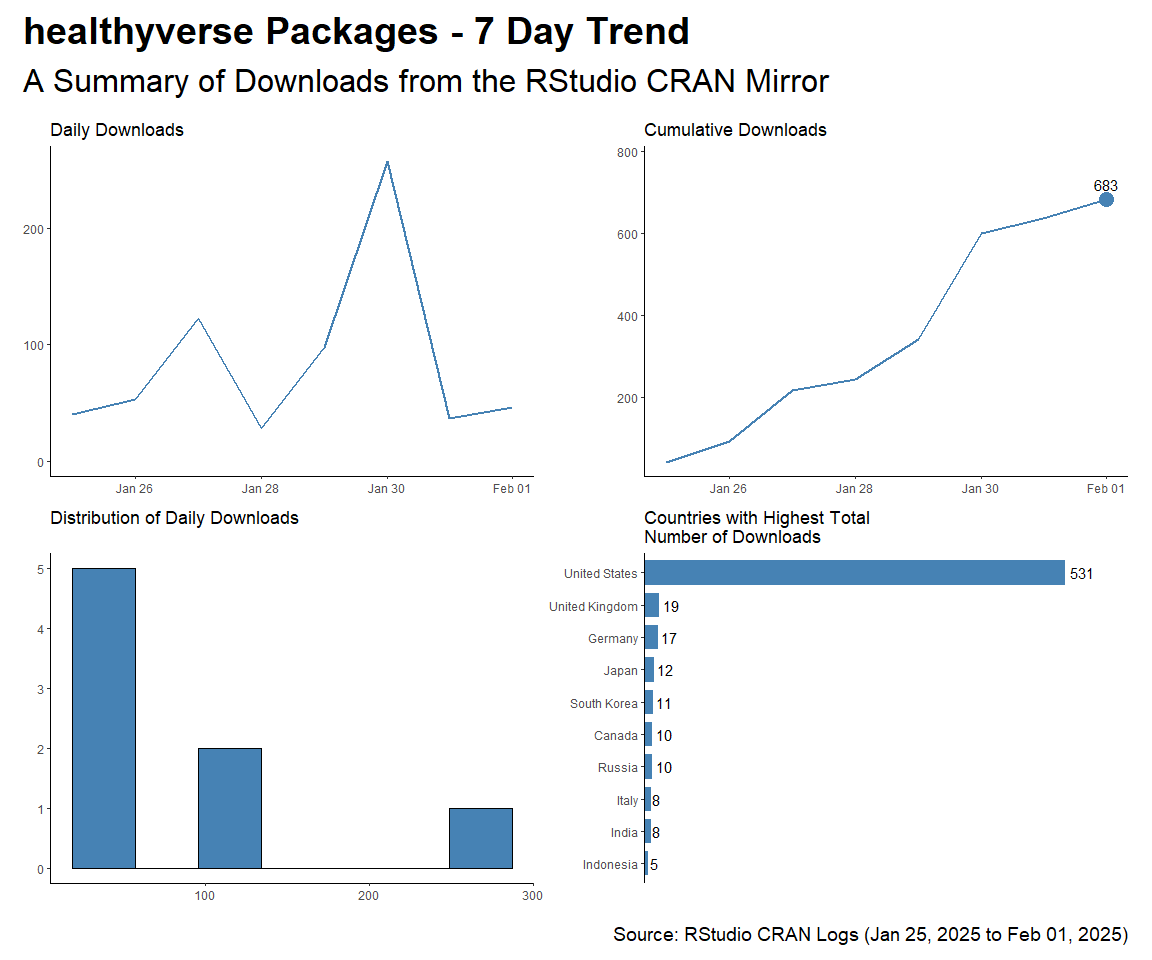 healthyverse Packages - 7 Day Trend
A Summary of Downloads from the RStudio CRAN Mirror
Daily Downloads
200
100
0
Jan 26
Jan 28
Jan 30
Feb 01
Cumulative Downloads
800
600
400
200
683
Jan 26
Jan 28
Jan 30
Feb 01
Distribution of Daily Downloads
5
4
3
2
1
0
100
200
300
Countries with Highest Total
Number of Downloads
United States 531
United Kingdom 19
Germany 17
Japan 12
South Korea 11
Canada 10
Russia 10
Italy 8
India 8
Indonesia 5
Source: RStudio CRAN Logs (Jan 25, 2025 to Feb 01, 2025)